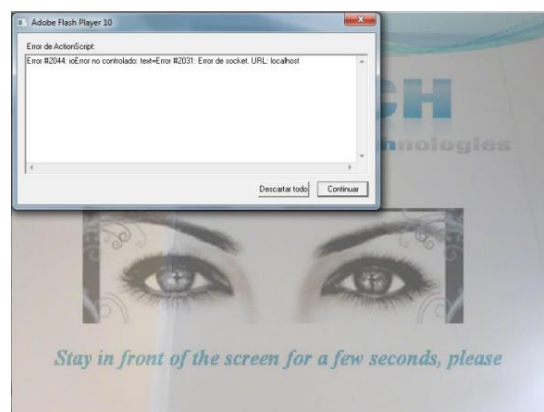 Adobe Flash Player 10
Error de ActionScript:
Error #2044: ioError no controlado: text=Error #2031: Error de socket. URL: localhost
Descartar todo
Continuar
Stay in front of the screen for a few seconds, please